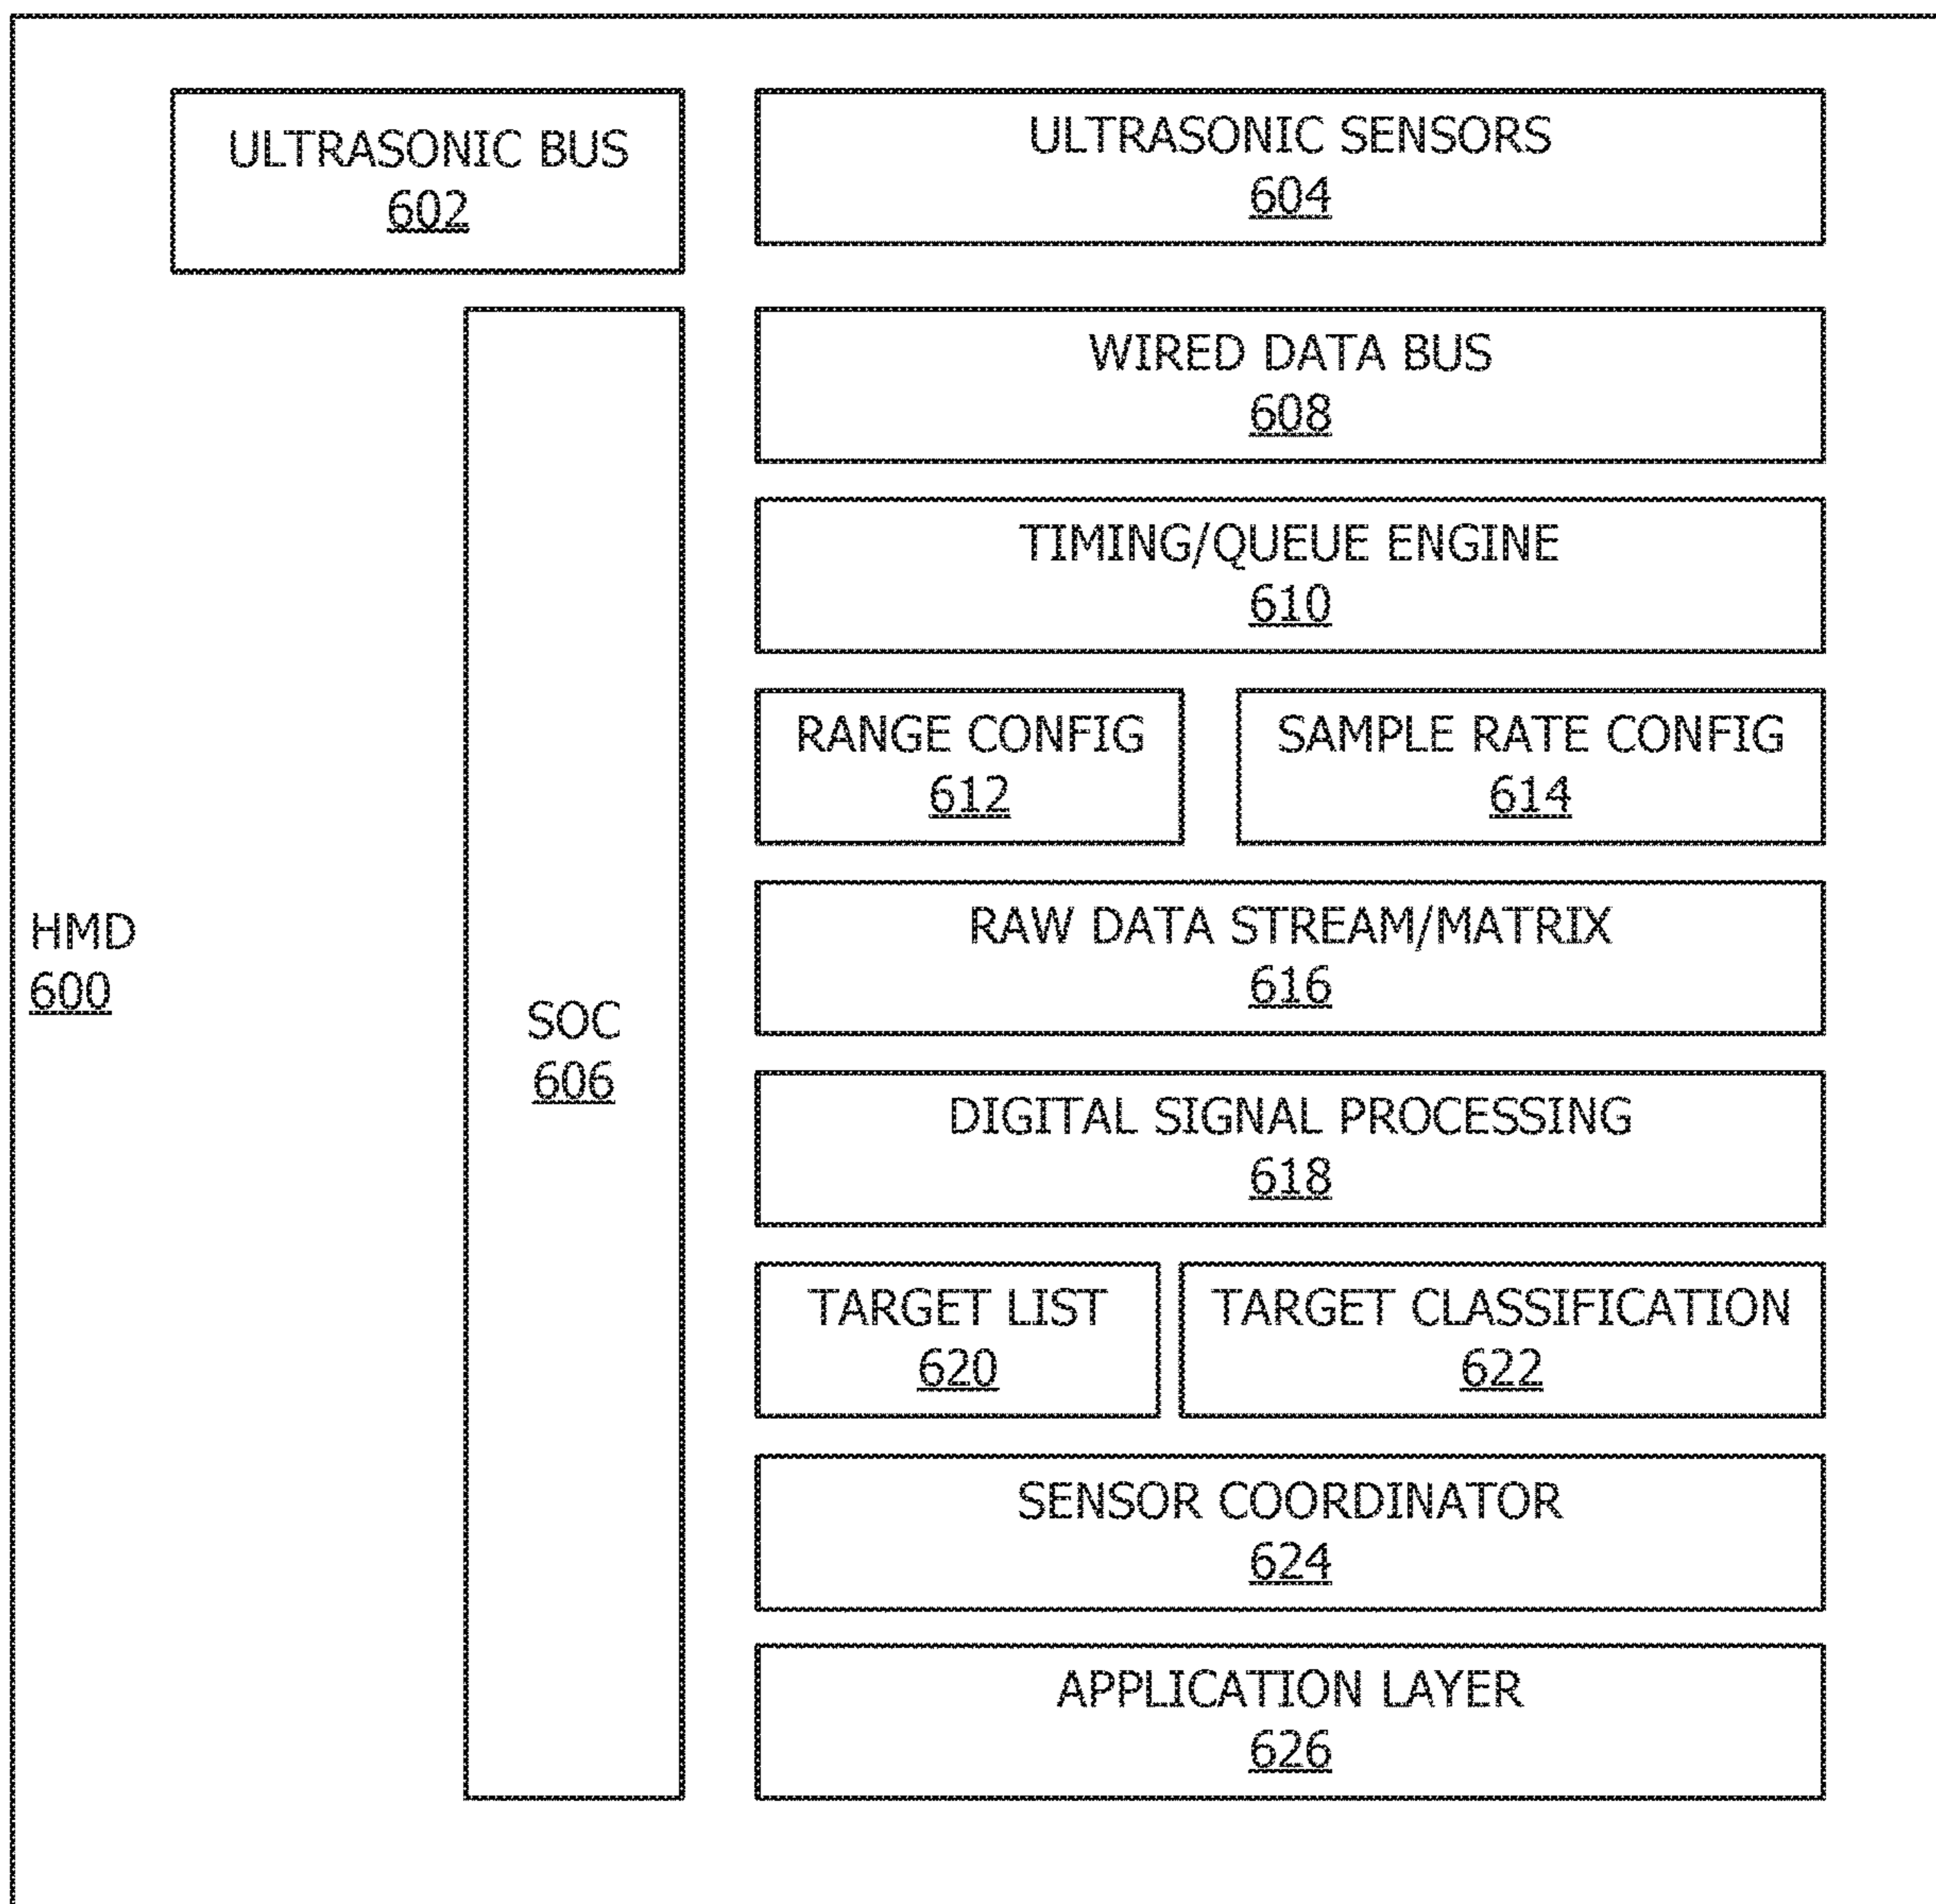 ULTRASONIC BUS
602
ULTRASONIC SENSORS
604
WIRED DATA BUS
608
TIMING/QUEUE ENGINE
610
RANGE CONFIG
612
SAMPLE RATE CONFIG
614
RAW DATA STREAM/MATRIX
616
HMD
600
SOC
606
DIGITAL SIGNAL PROCESSING
618
TARGET LIST
620
TARGET CLASSIFICATION
622
SENSOR COORDINATOR
624
APPLICATION LAYER
626